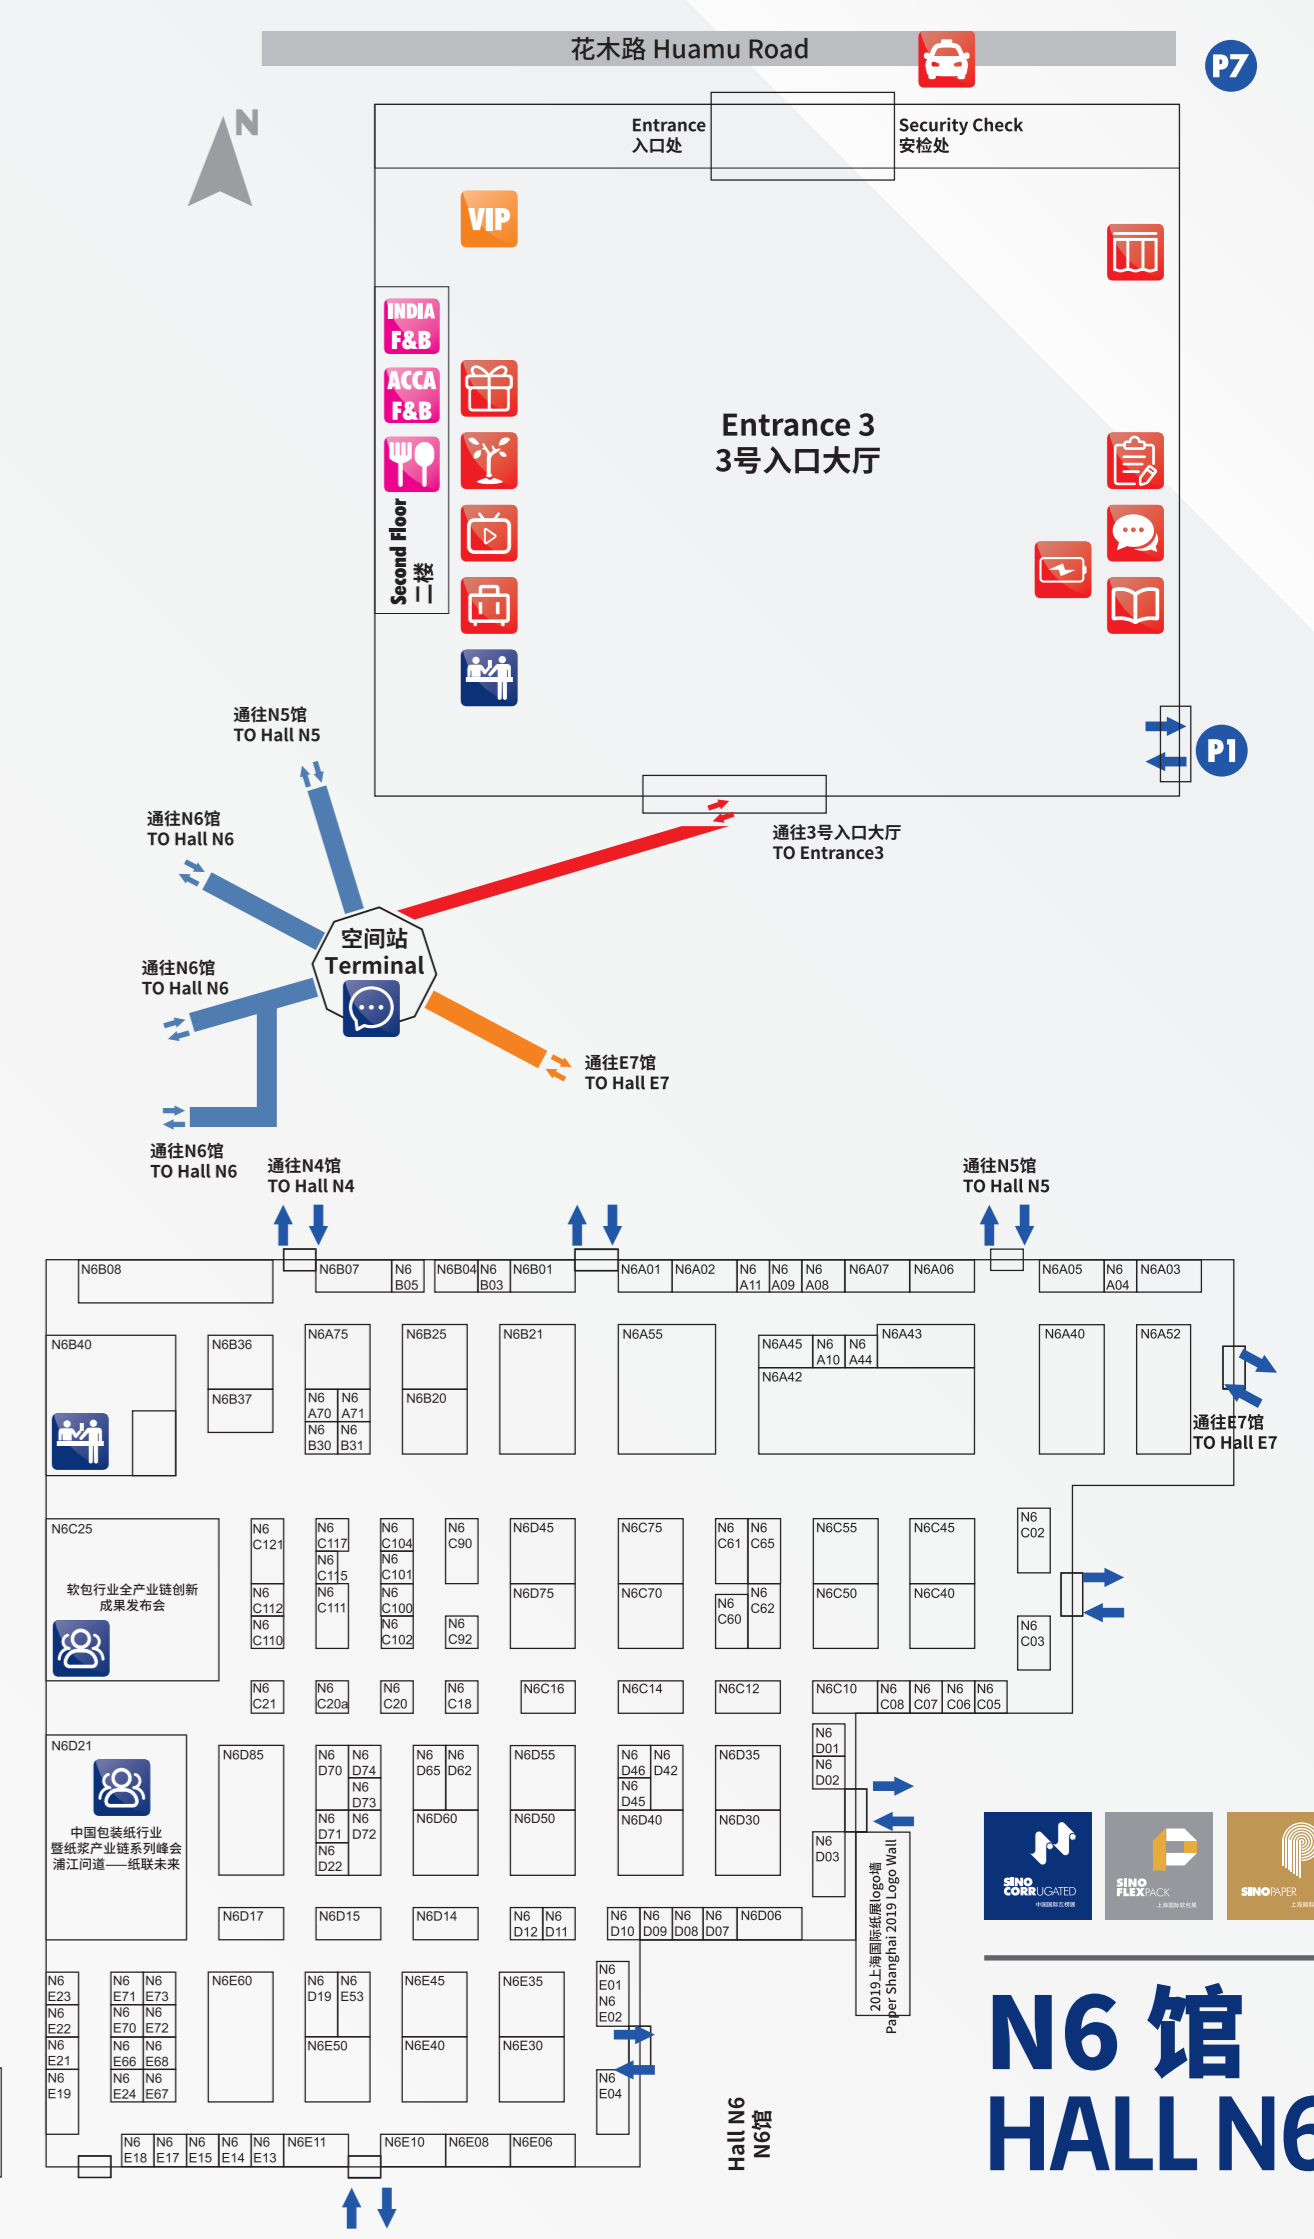 花木路 Huamu Road
P7
N
Entrance
入口处
Security Check
安检处
VIP
INDIA
F&B
ACCA
F&B
Second Floor
二楼
Entrance 3
3号入口大厅
P1
通往N5馆
TO Hall N5
通往N6馆
TO Hall N6
通往3号入口大厅
TO Entrance3
空间站
Terminal
通往N6馆
TO Hall N6
通往E7馆
TO Hall E7
通往N6馆
TO Hall N6
通往N4馆
TO Hall N4
通往N5馆
TO Hall N5
N6B08
N6B07
N6
B05
N6B04
N6
B03
N6B01
N6A01
N6A02
N6
A11
N6
A09
N6
A08
N6A07
N6A06
N6A05
N6
A04
N6A03
N6B40
N6B36
N6B37
N6A75
N6
A70
N6
A71
N6
B30
N6
B31
N6B25
N6B20
N6B21
N6A55
N6A45
N6
A10
N6
A44
N6A43
N6A42
N6A40
N6A52
通往E7馆
TO Hall E7
N6C25
软包行业全产业链创新
成果发布会
N6
C121
N6
C112
N6
C110
N6
C117
N6
C115
N6
C111
N6
C104
N6
C101
N6
C100
N6
C102
N6
C90
N6
C92
N6D45
N6D75
N6C75
N6C70
N6
C61
N6
C65
N6
C60
N6
C62
N6C55
N6C50
N6C45
N6C40
N6
C02
N6
C03
N6
C21
N6
C20a
N6
C20
N6
C18
N6C16
N6C14
N6C12
N6C10
N6
C08
N6
C07
N6
C06
N6
C05
N6D21
中国包装纸行业
暨纸浆产业链系列峰会
浦江问道——纸联未来
N6D85
N6
D70
N6
D74
N6
D73
N6
D71
N6
D72
N6
D22
N6
D65
N6
D62
N6D60
N6D55
N6D50
N6
D46
N6
D42
N6
D45
N6D40
N6D35
N6D30
N6
D01
N6
D02
N6
D03
2019上海国际纸展logo墙
Paper Shanghai 2019 Logo Wall
N6D17
N6D15
N6D14
N6
D12
N6
D11
N6
D10
N6
D09
N6
D08
N6
D07
N6D06
N6
E23
N6
E22
N6
E21
N6
E19
N6
E71
N6
E73
N6
E70
N6
E72
N6
E66
N6
E68
N6
E24
N6
E67
N6E60
N6
D19
N6
E53
N6E50
N6E45
N6E40
N6E35
N6E30
N6
E01
N6
E02
N6
E04
N6
E18
N6
E17
N6
E15
N6
E14
N6
E13
N6E11
N6E10
N6E08
N6E06
Hall N6
N6馆
SINO
CORRUGATED
中国国际瓦楞展
SINO
FLEXPACK
上海国际软包展
SINOPAPER
上海国
N6 馆
HALL N6